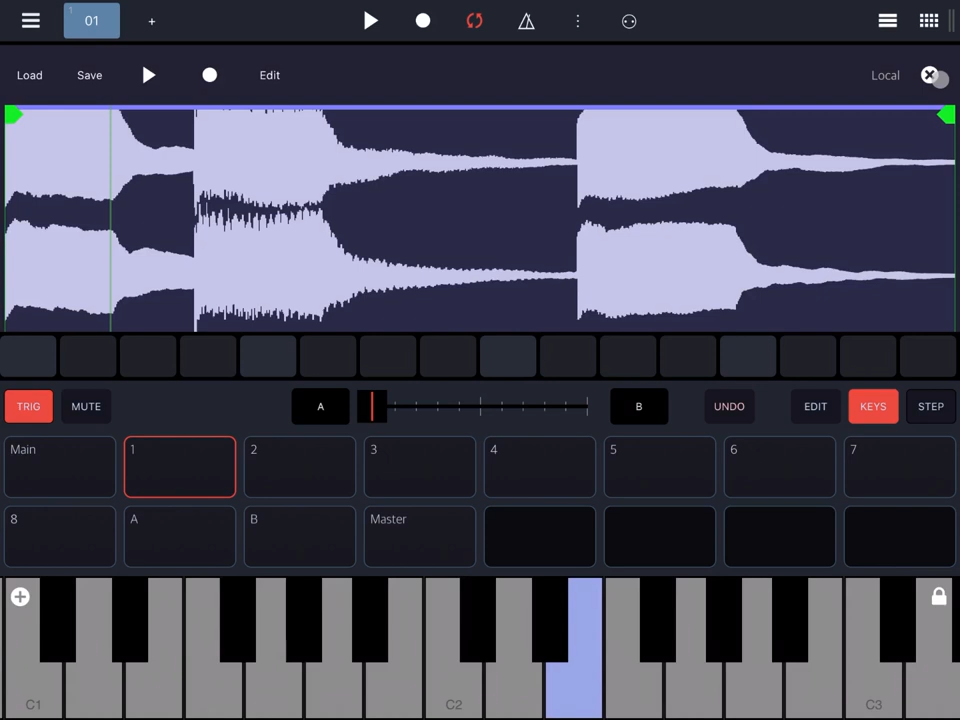 01 +
Load Save Edit Local
1
TRIG MUTE A B UNDO EDIT KEYS STEP
Main 1 2 3 4 5 6 7
8 A B Master
C1 C2 C3